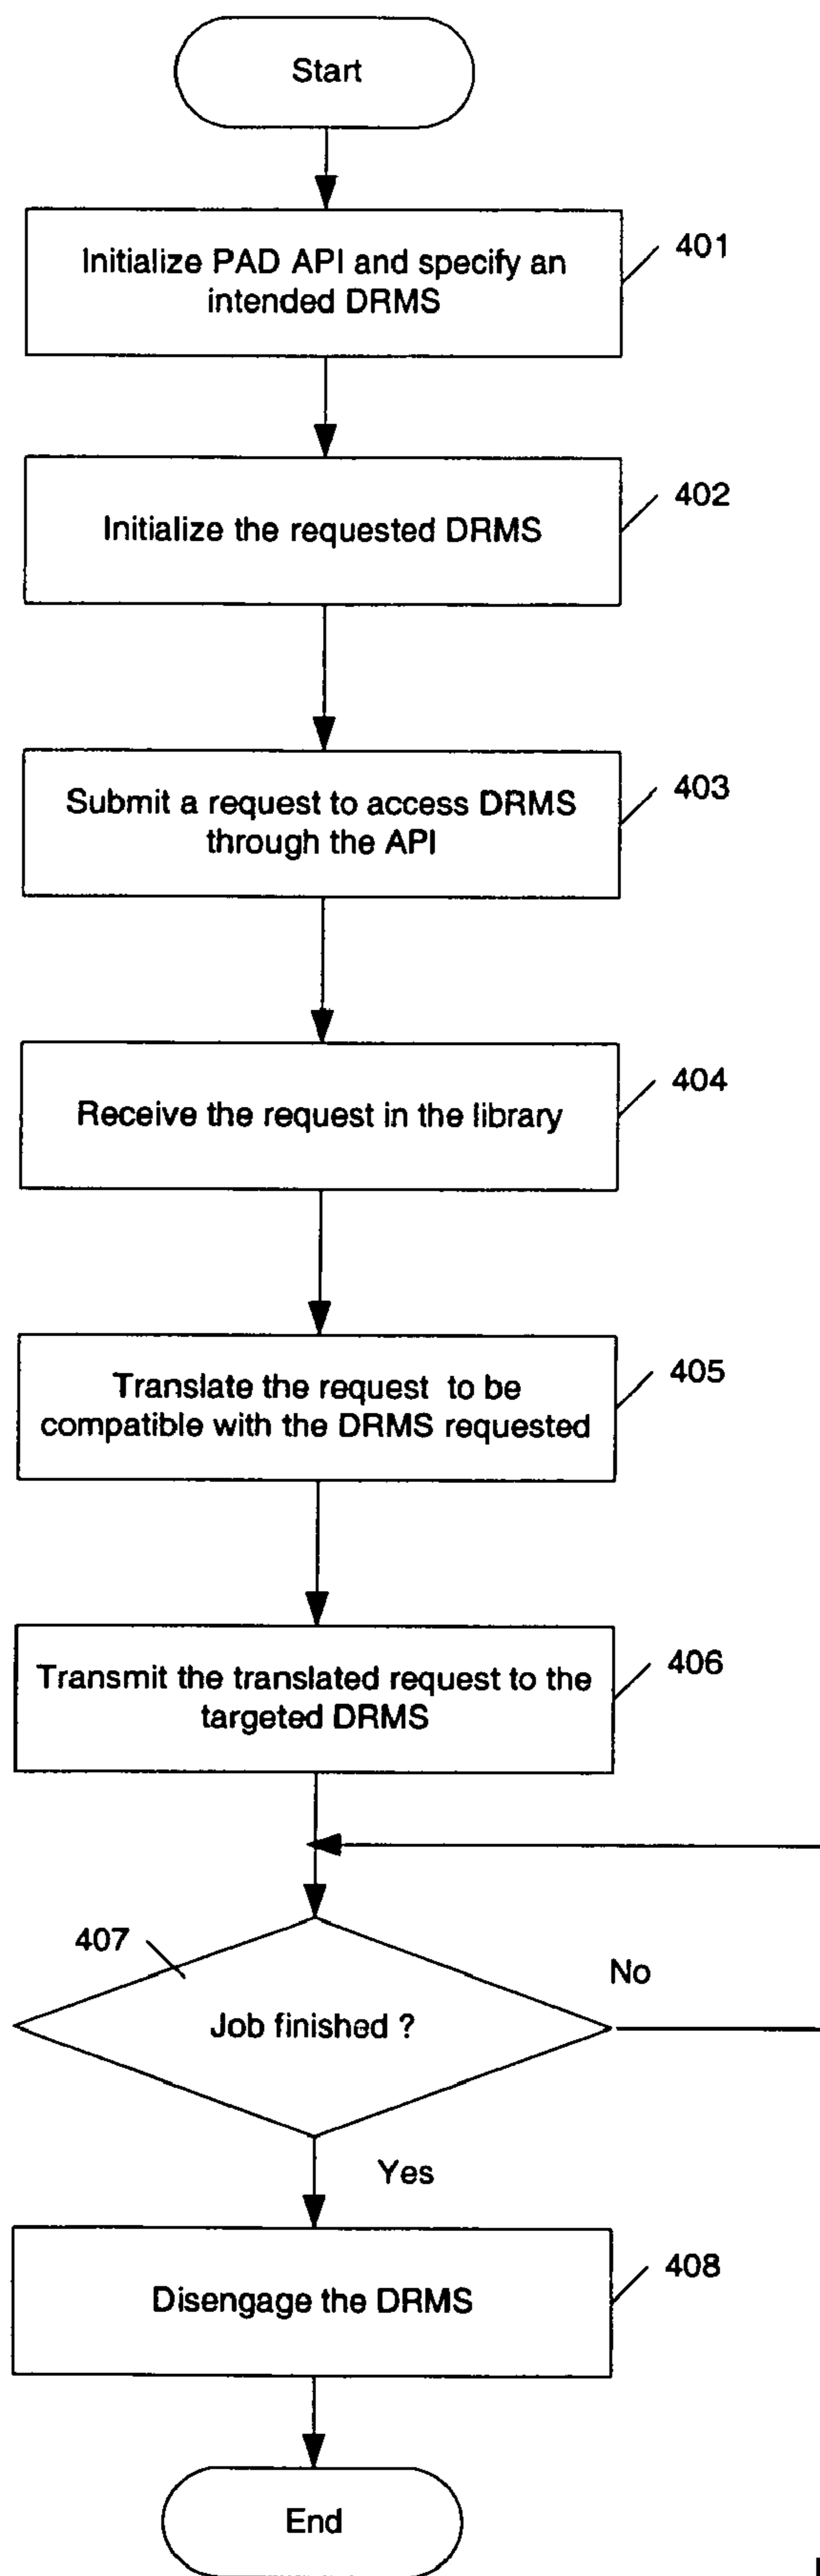 Start
Initialize PAD API and specify an
intended DRMS
401
Initialize the requested DRMS
402
Submit a request to access DRMS
through the API
403
Receive the request in the library
404
Translate the request to be
compatible with the DRMS requested
405
Transmit the translated request to the
targeted DRMS
406
407
No
Job finished ?
Yes
Disengage the DRMS
408
End